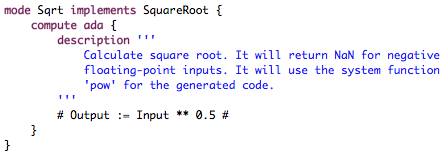 mode Sqrt implements SquareRoot {
compute ada {
description '''
Calculate square root. It will return NaN for negative
floating-point inputs. It will use the system function
'pow' for the generated code.
'''
# Output := Input ** 0.5 #
}
}